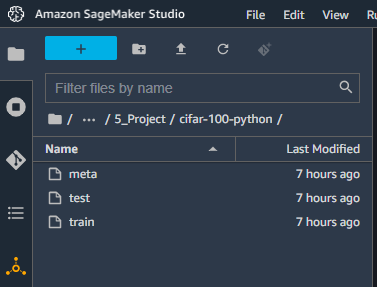 Amazon SageMaker Studio File Edit View
+
Filter files by name
/ ··· / 5_Project / cifar-100-python /
Name Last Modified
meta 7 hours ago
test 7 hours ago
train 7 hours ago